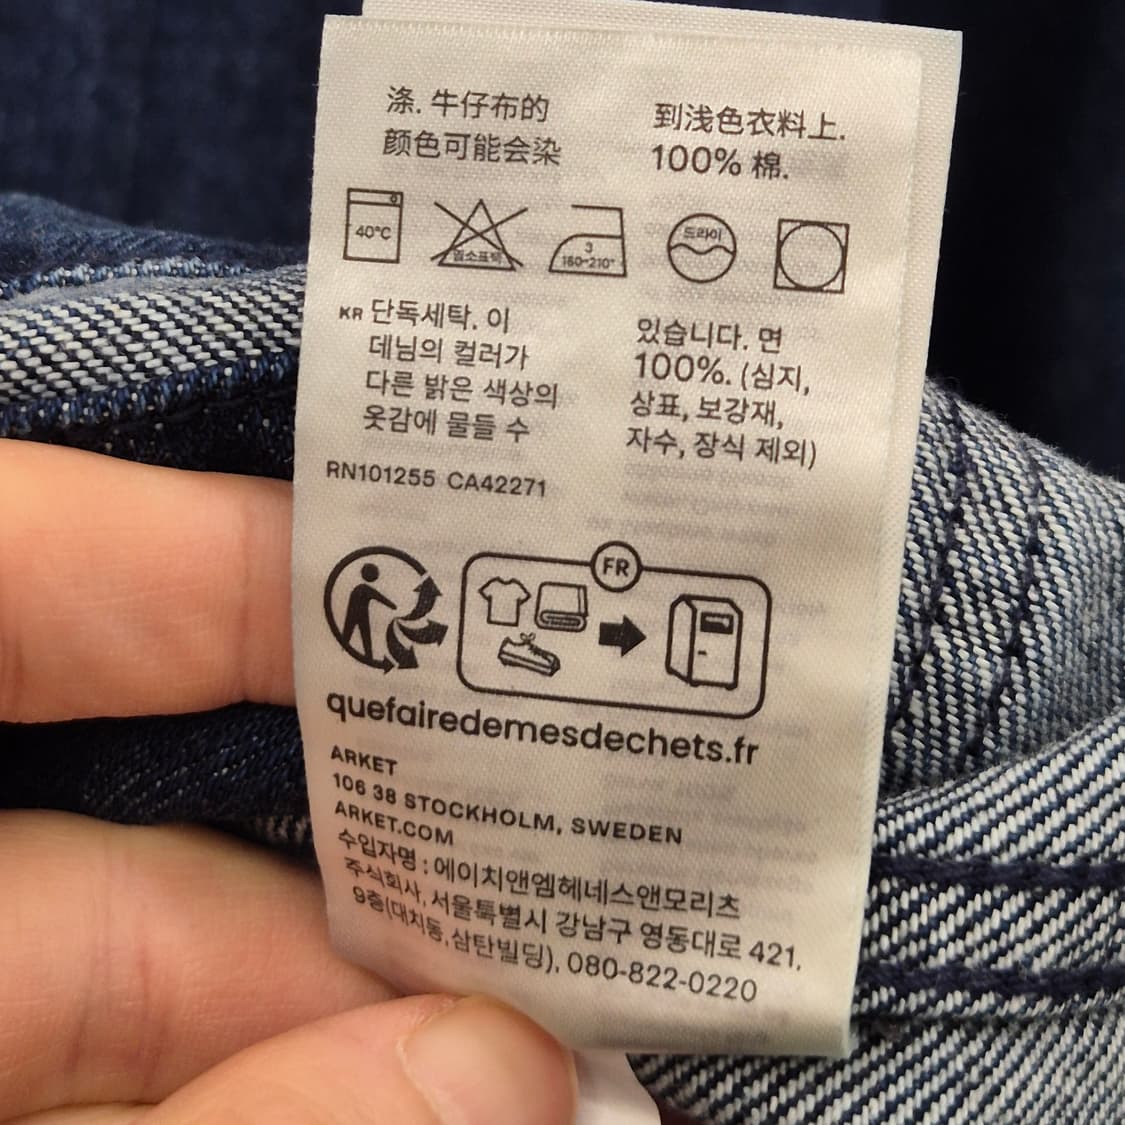 涤. 牛仔布的
颜色可能会染
到浅色衣料上.
100% 棉.
40°C
염소표백
3
180~210°
드라이
KR 단독세탁. 이
데님의 컬러가
다른 밝은 색상의
옷감에 물들 수
있습니다. 면
100%. (심지,
상표, 보강재,
자수, 장식 제외)
RN101255 CA42271
FR
quefairedemesdechets.fr
ARKET
106 38 STOCKHOLM, SWEDEN
ARKET.COM
수입자명 : 에이치앤엠헤네스앤모리츠
주식회사, 서울특별시 강남구 영동대로 421,
9층(대치동,삼탄빌딩), 080-822-0220